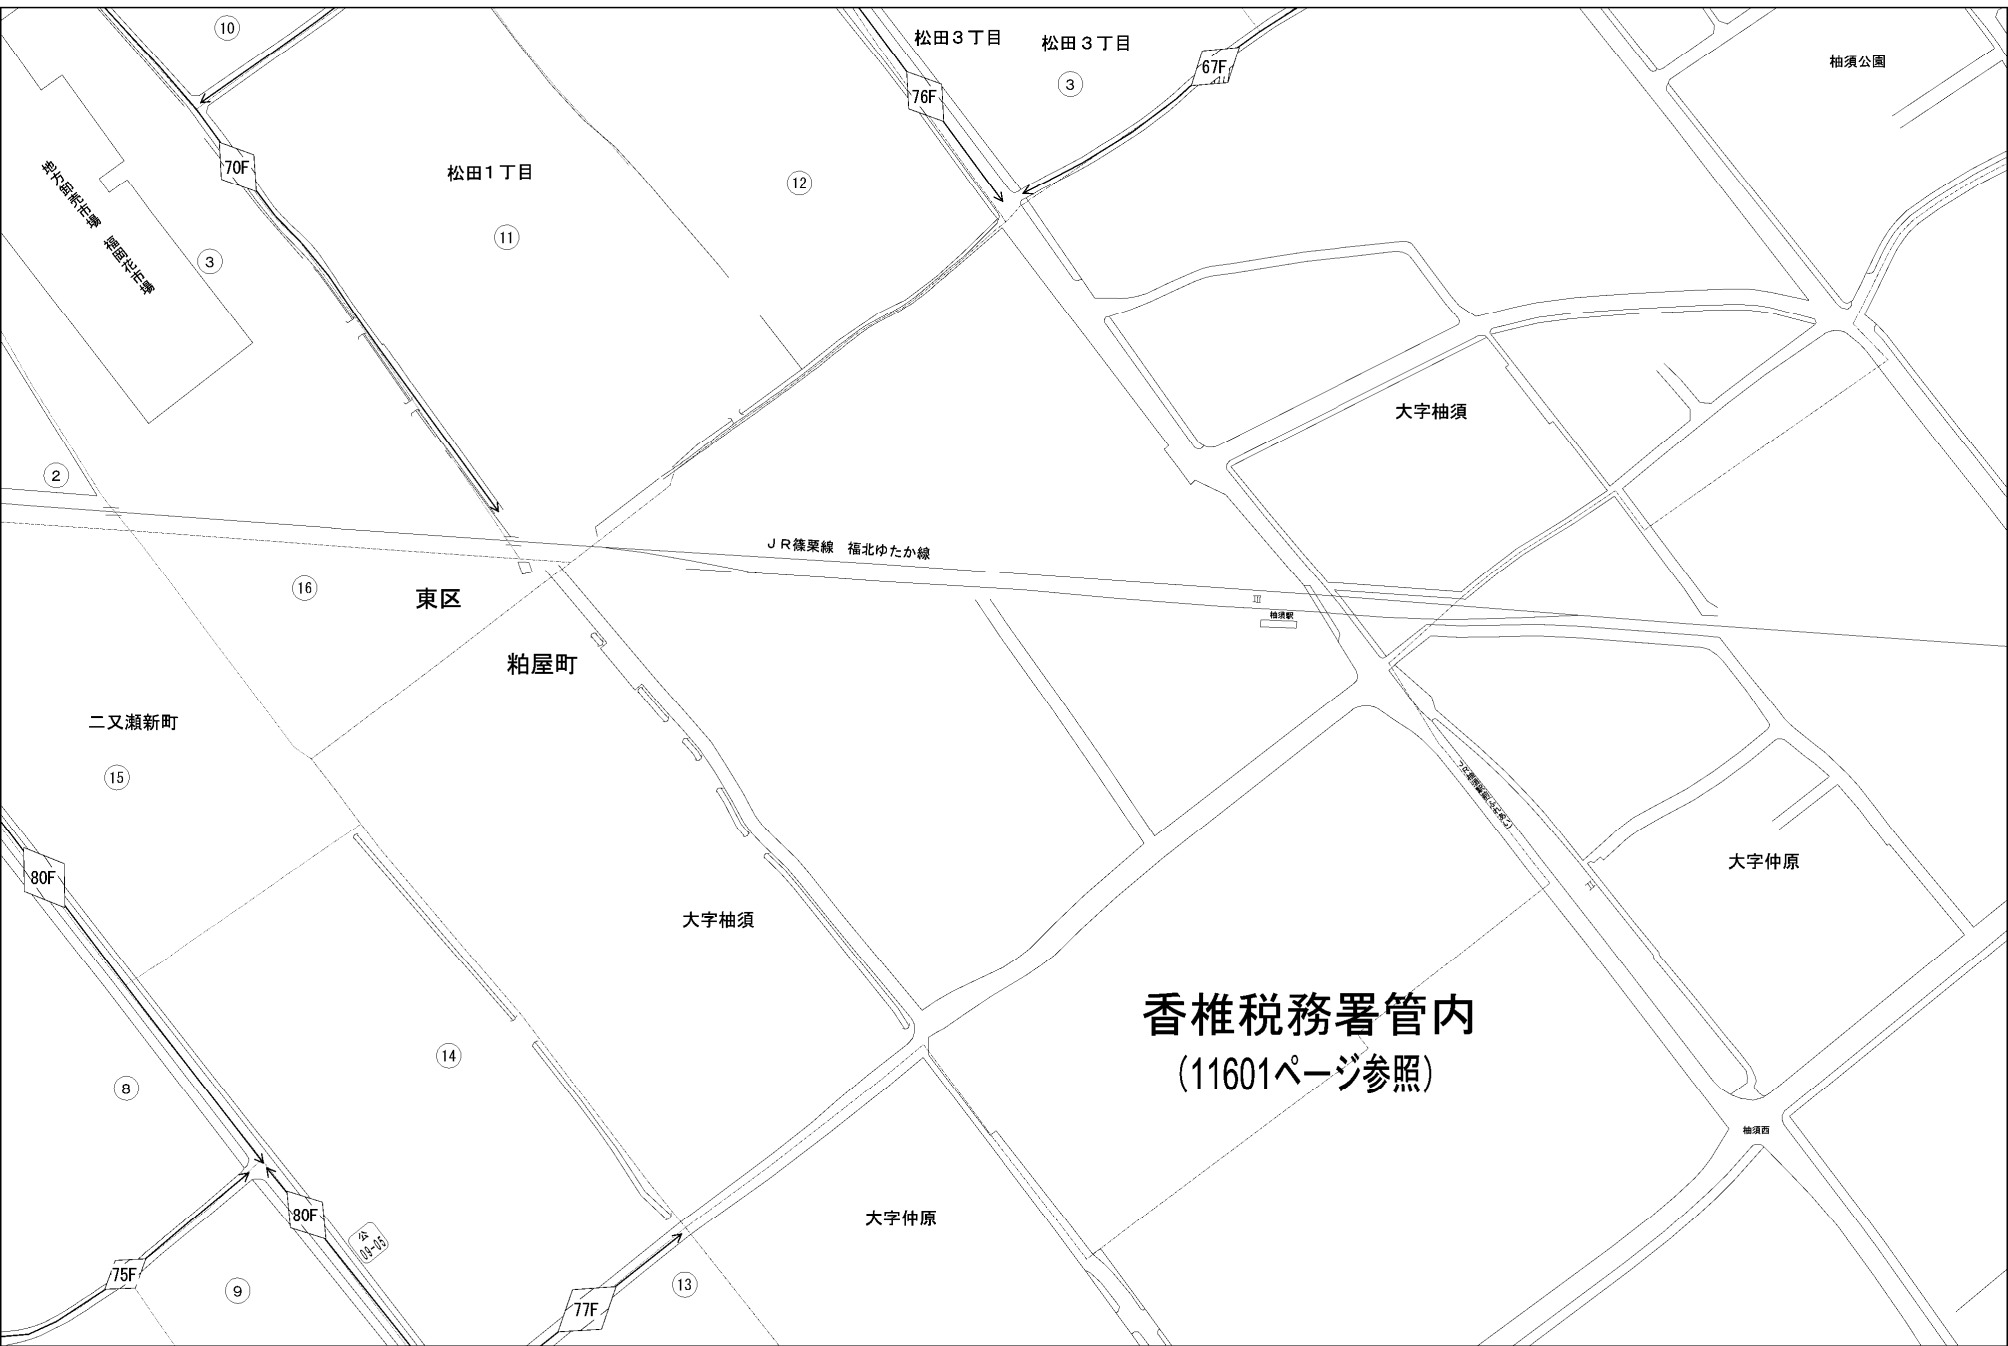 ⑩
松田３丁目
松田３丁目
③
67F
76F
柚須公園
70F
松田１丁目
⑫
⑪
地方卸売市場　福岡花市場
③
大字柚須
②
ＪＲ篠栗線　福北ゆたか線
⑯
東区
柚須駅
粕屋町
二又瀬新町
⑮
80F
大字柚須
大字仲原
香椎税務署管内
（11601ページ参照）
⑭
⑧
柚須西
80F
公
09-05
大字仲原
75F
⑨
77F
⑬